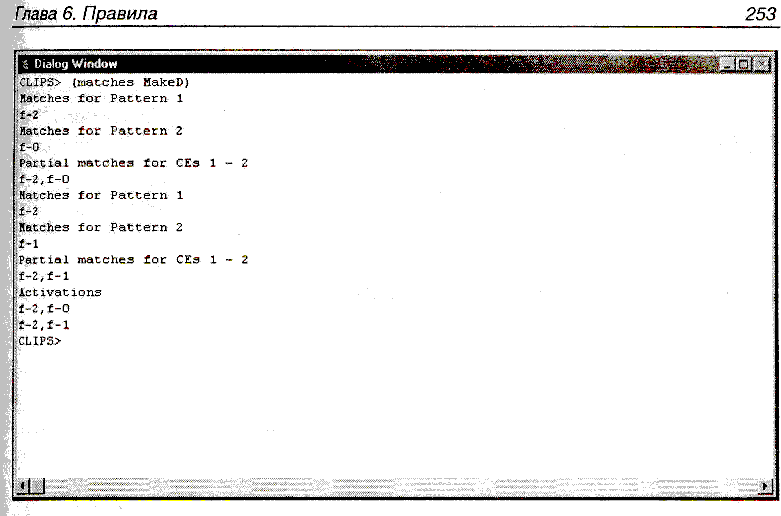 Глава 6. Правила
253
Dialog Window
CLIPS> (matches MakeD)
Matches for Pattern 1
f-2
Matches for Pattern 2
f-0
Partial matches for CEs 1 - 2
f-2,f-0
Matches for Pattern 1
f-2
Matches for Pattern 2
f-1
Partial matches for CEs 1 - 2
f-2,f-1
Activations
f-2,f-0
f-2,f-1
CLIPS>